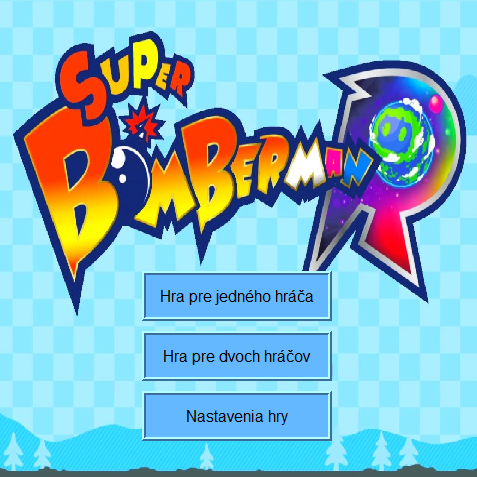 SUPER
BOMBERMAN R
Hra pre jedného hráča
Hra pre dvoch hráčov
Nastavenia hry